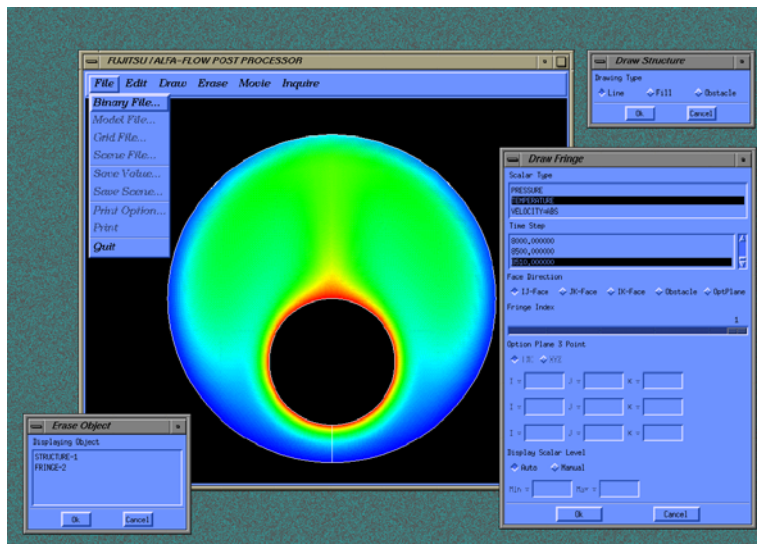 FUJITSU/ALFA-FLOW POST PROCESSOR
File Edit Draw Erase Movie Inquire
Binary File...
Model File...
Grid File...
Scene File...
Save Value...
Save Scene...
Print Option...
Print
Quit
Draw Structure
Drawing Type
Line Fill Obstacle
Ok Cancel
Draw Fringe
Scalar Type
PRESSURE
TEMPERATURE
VELOCITY=ABS
Time Step
8000,000000
8500,000000
8510,000000
Face Direction
IJ-Face JK-Face IK-Face Obstacle OptPlane
Fringe Index
1
Option Plane 3 Point
XYZ
I = J = K =
I = J = K =
I = J = K =
Display Scalar Level
Auto Manual
Min = Max =
Ok Cancel
Erase Object
Displaying Object
STRUCTURE-1
FRINGE-2
Ok Cancel